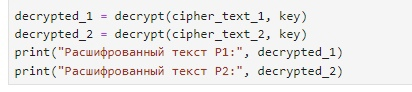 decrypted_1 = decrypt(cipher_text_1, key)
decrypted_2 = decrypt(cipher_text_2, key)
print("Расшифрованный текст P1:", decrypted_1)
print("Расшифрованный текст P2:", decrypted_2)